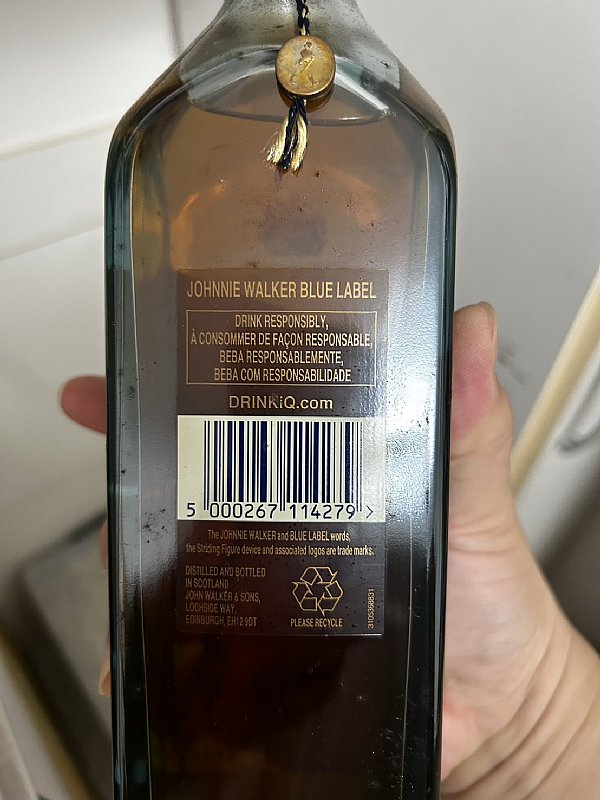 JOHNNIE WALKER BLUE LABEL
DRINK RESPONSIBLY,
À CONSOMMER DE FAÇON RESPONSABLE,
BEBA RESPONSABLEMENTE,
BEBA COM RESPONSABILIDADE
DRINKiQ.com
5 000267 114279 >
The JOHNNIE WALKER and BLUE LABEL words,
the Striding Figure device and associated logos are trade marks.
DISTILLED AND BOTTLED
IN SCOTLAND
JOHN WALKER & SONS,
LOCHSIDE WAY,
EDINBURGH, EH12 9DT
PLEASE RECYCLE